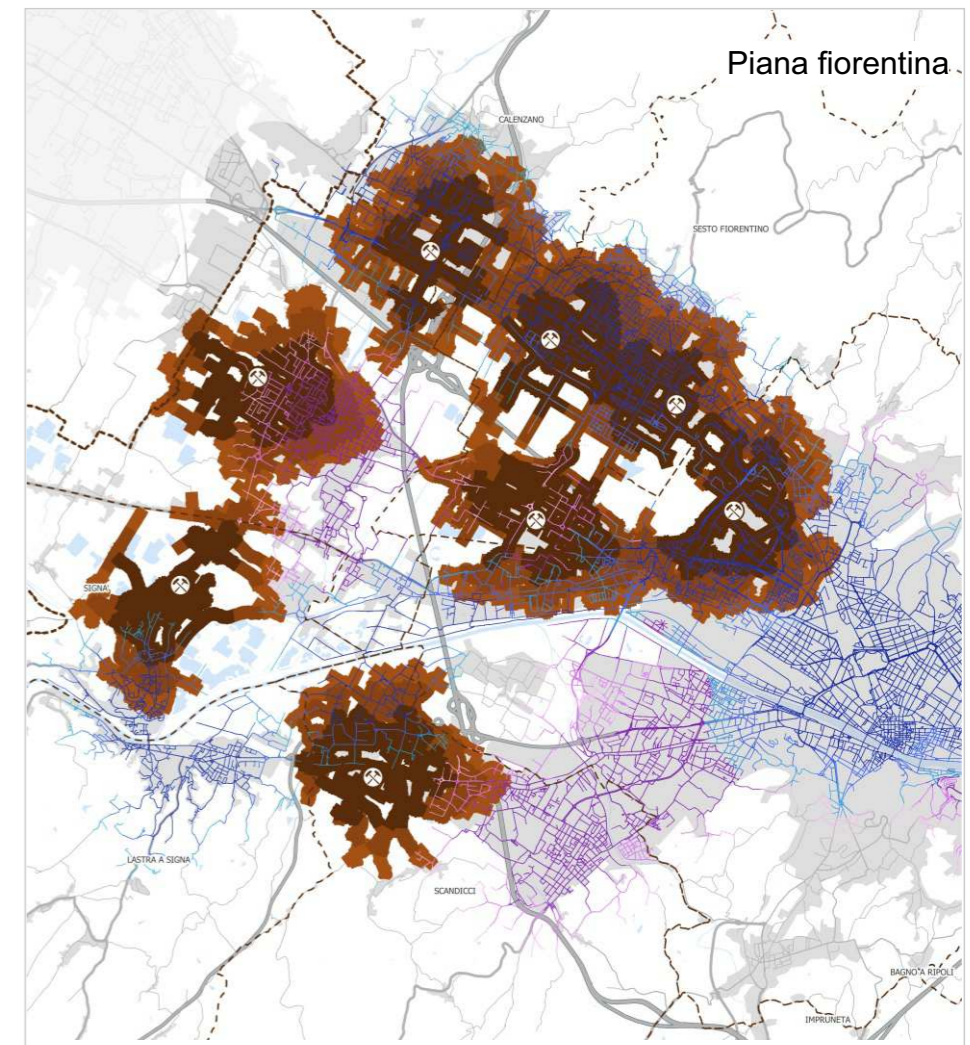 Piana fiorentina
CALENZANO
SESTO FIORENTINO
SIGNA
LASTRA A SIGNA
SCANDICCI
BAGNO A RIPOLI
IMPRUNETA